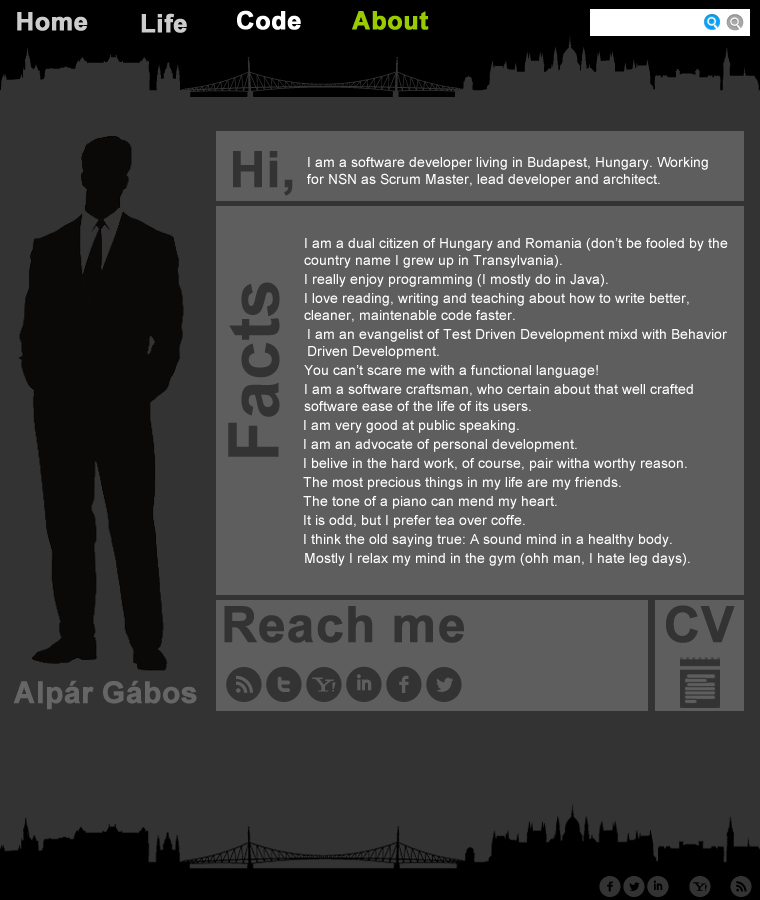 Home Life Code About
Hi,
I am a software developer living in Budapest, Hungary. Working
for NSN as Scrum Master, lead developer and architect.
Facts
I am a dual citizen of Hungary and Romania (don't be fooled by the
country name I grew up in Transylvania).
I really enjoy programming (I mostly do in Java).
I love reading, writing and teaching about how to write better,
cleaner, maintenable code faster.
I am an evangelist of Test Driven Development mixd with Behavior
Driven Development.
You can't scare me with a functional language!
I am a software craftsman, who certain about that well crafted
software ease of the life of its users.
I am very good at public speaking.
I am an advocate of personal development.
I belive in the hard work, of course, pair witha worthy reason.
The most precious things in my life are my friends.
The tone of a piano can mend my heart.
It is odd, but I prefer tea over coffe.
I think the old saying true: A sound mind in a healthy body.
Mostly I relax my mind in the gym (ohh man, I hate leg days).
Reach me
CV
Alpár Gábos